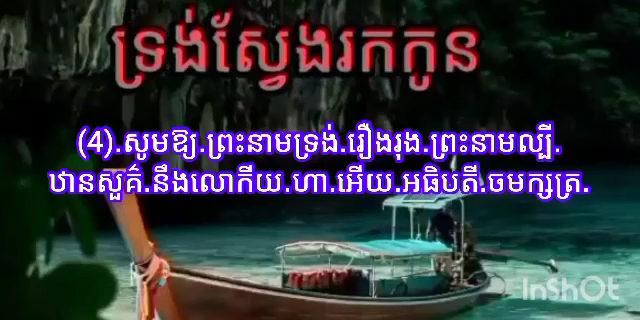 ទ្រង់ស្វែងរកកូន
(4).សូមឱ្យ.ព្រះនាមទ្រង់.រឿងរុង.ព្រះនាមល្បី.
ឋានសួគ៌.នឹងលោកីយ.ហា.អើយ.អធិបតី.ចមក្សត្រ.
InShOt